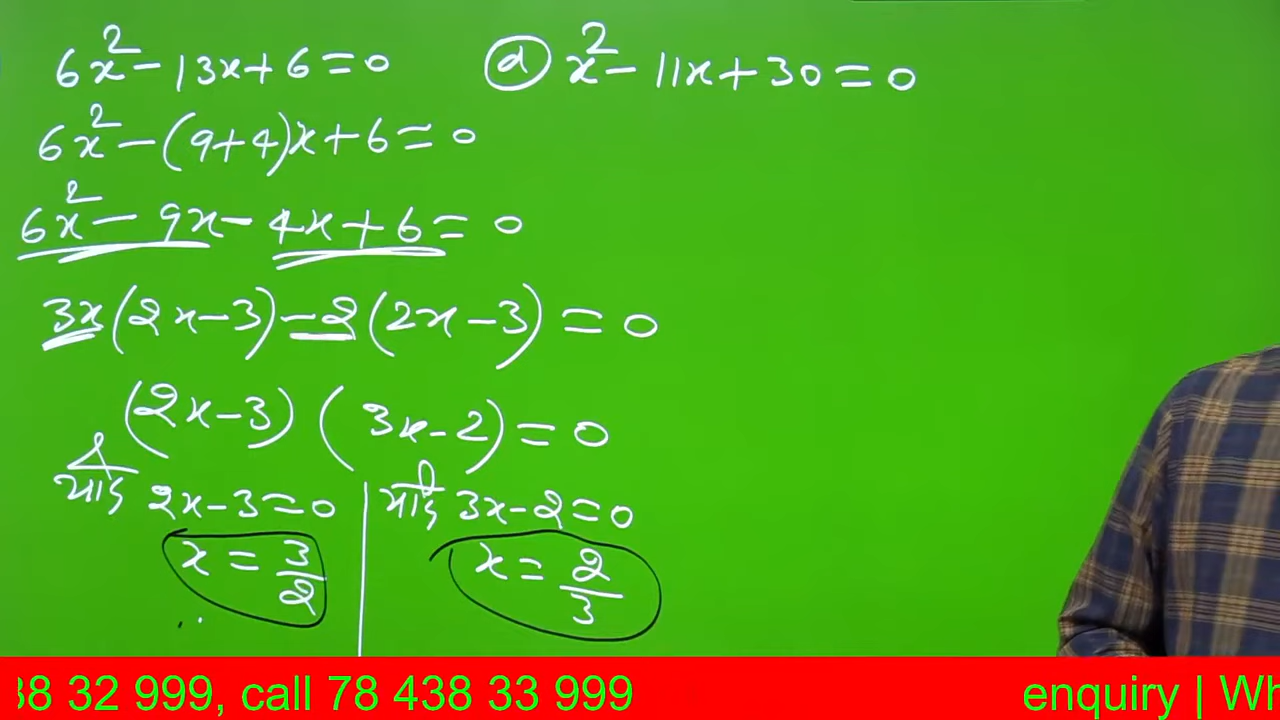 6x² - 13x + 6 = 0
6x² - (9+4)x + 6 = 0
6x² - 9x - 4x + 6 = 0
3x(2x-3) - 2(2x-3) = 0
(2x-3) (3x-2) = 0
यदि 2x-3=0
x = 3/2
यदि 3x-2=0
x = 2/3
(d) x² - 11x + 30 = 0
38 32 999, call 78 438 33 999
enquiry | Wh